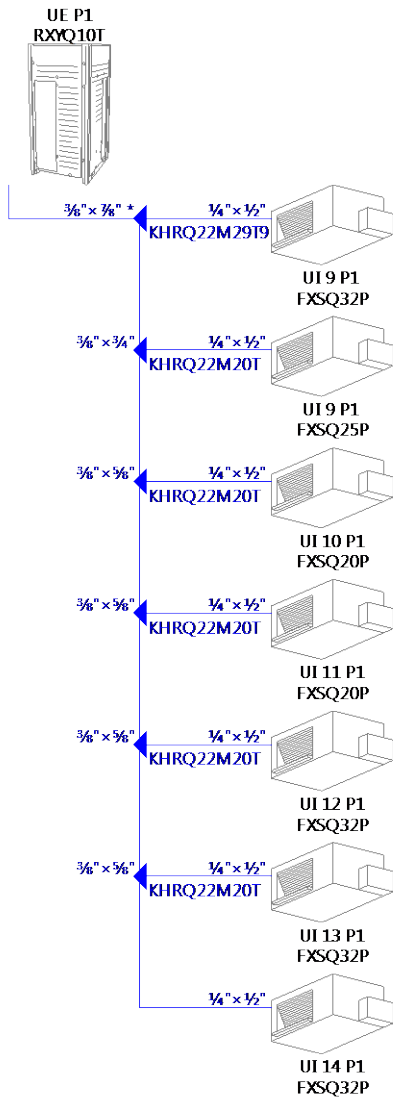 UE P1
RXYQ10T
⅜"×⅞" * ¼"×½"
KHRQ22M29T9
UI 9 P1
FXSQ32P
⅜"×¾" ¼"×½"
KHRQ22M20T
UI 9 P1
FXSQ25P
⅜"×⅝" ¼"×½"
KHRQ22M20T
UI 10 P1
FXSQ20P
⅜"×⅝" ¼"×½"
KHRQ22M20T
UI 11 P1
FXSQ20P
⅜"×⅝" ¼"×½"
KHRQ22M20T
UI 12 P1
FXSQ32P
⅜"×⅝" ¼"×½"
KHRQ22M20T
UI 13 P1
FXSQ32P
¼"×½"
UI 14 P1
FXSQ32P